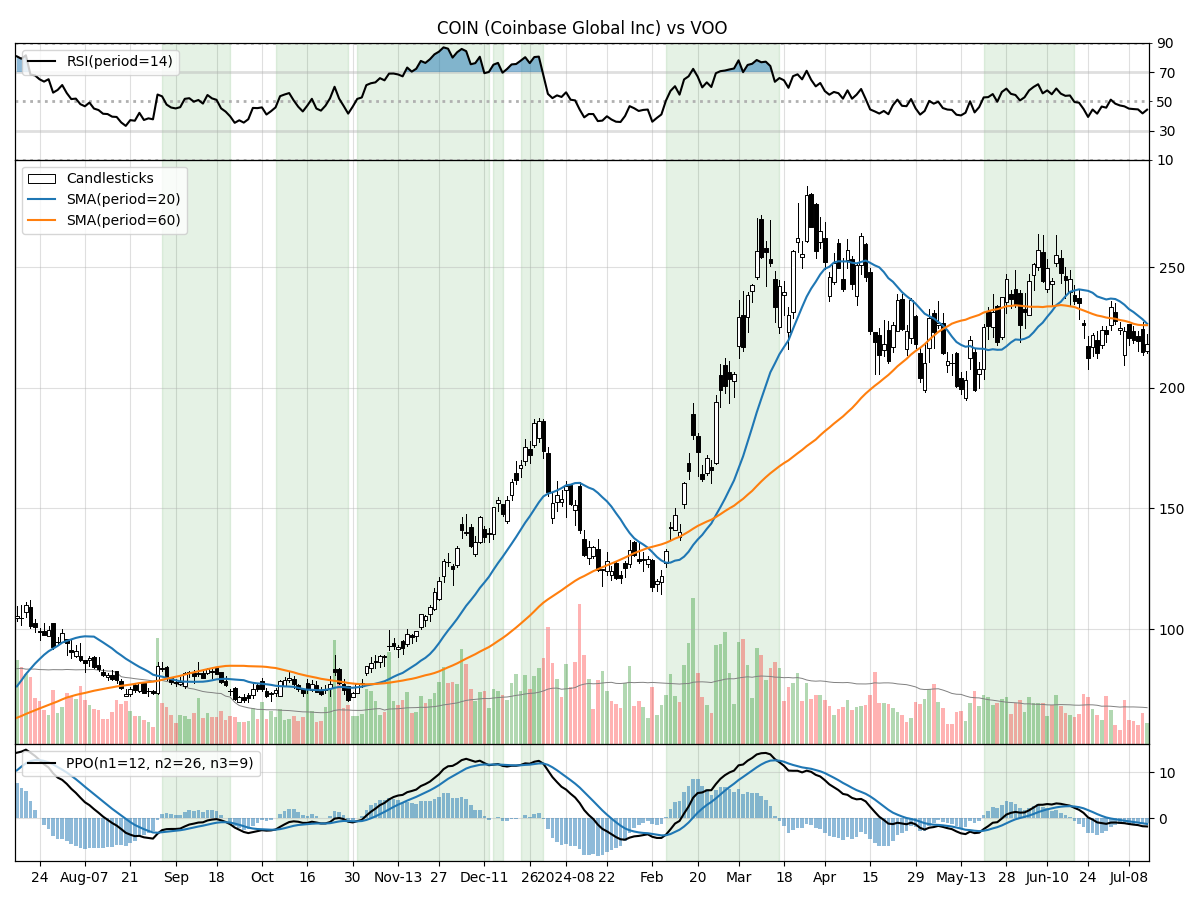 COIN (Coinbase Global Inc) vs VOO
RSI(period=14)
90
70
50
30
10
Candlesticks
SMA(period=20)
SMA(period=60)
250
200
150
100
PPO(n1=12, n2=26, n3=9)
10
0
24 Aug-07 21 Sep 18 Oct 16 30 Nov-13 27 Dec-11 26 2024-08 22 Feb 20 Mar 18 Apr 15 29 May-13 28 Jun-10 24 Jul-08